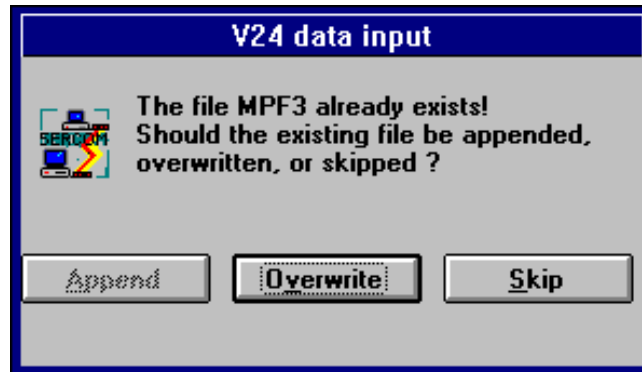 V24 data input
SERCOM
The file MPF3 already exists!
Should the existing file be appended,
overwritten, or skipped ?
Append
Overwrite
Skip